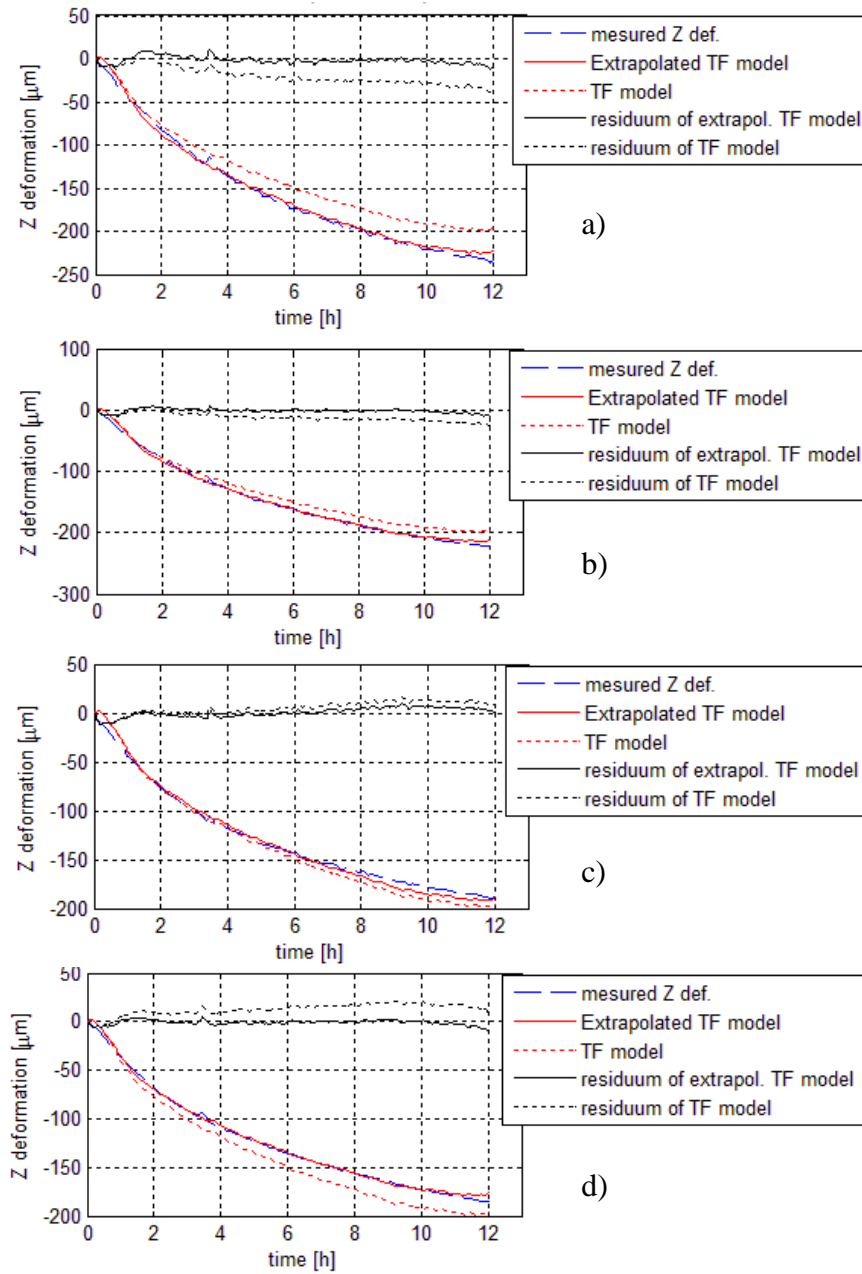 50
0
-50
-100
-150
-200
-250
Z deformation [μm]
0 2 4 6 8 10 12
time [h]
mesured Z def.
Extrapolated TF model
TF model
residuum of extrapol. TF model
residuum of TF model
a)
100
0
-100
-200
-300
Z deformation [μm]
0 2 4 6 8 10 12
time [h]
mesured Z def.
Extrapolated TF model
TF model
residuum of extrapol. TF model
residuum of TF model
b)
50
0
-50
-100
-150
-200
Z deformation [μm]
0 2 4 6 8 10 12
time [h]
mesured Z def.
Extrapolated TF model
TF model
residuum of extrapol. TF model
residuum of TF model
c)
50
0
-50
-100
-150
-200
Z deformation [μm]
0 2 4 6 8 10 12
time [h]
mesured Z def.
Extrapolated TF model
TF model
residuum of extrapol. TF model
residuum of TF model
d)